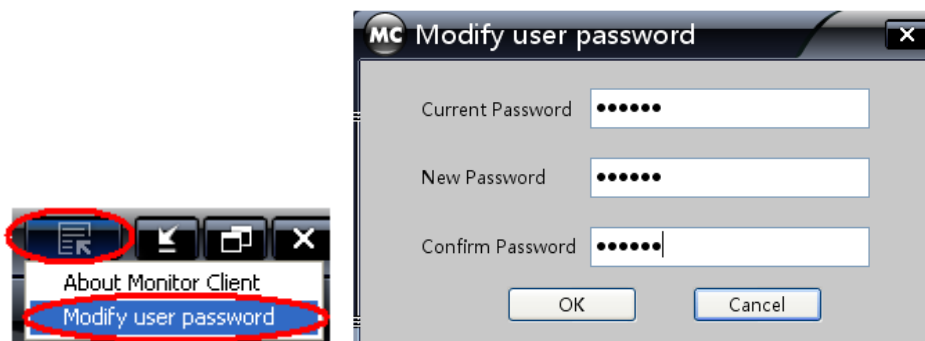 MC Modify user password
Current Password ••••••
New Password ••••••
Confirm Password ••••••
OK Cancel
About Monitor Client
Modify user password